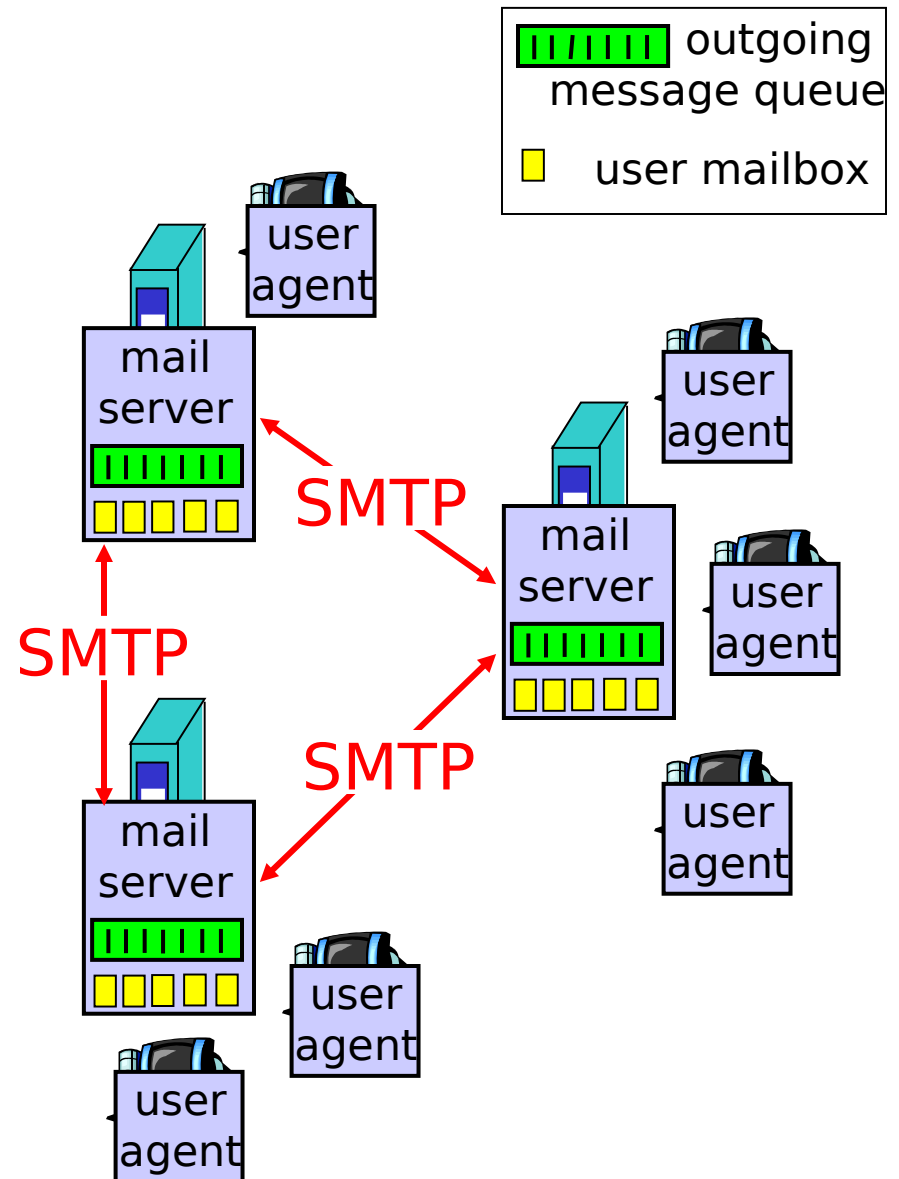 outgoing
message queue
user mailbox
user
agent
mail
server
user
agent
SMTP
mail
server
user
agent
SMTP
SMTP
user
agent
mail
server
user
agent
user
agent